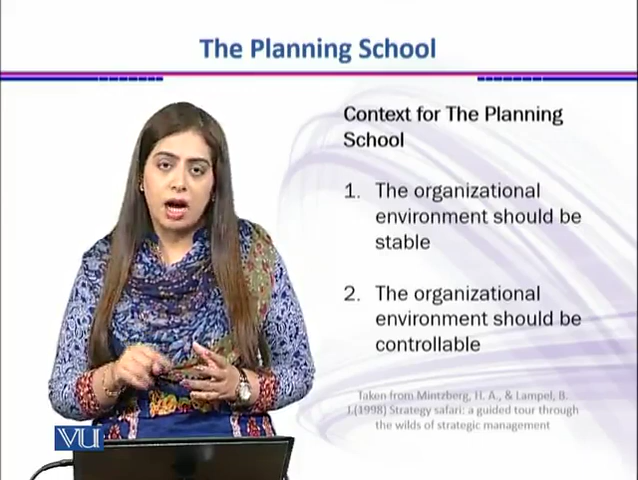 The Planning School
Context for The Planning
School
1. The organizational
environment should be
stable
2. The organizational
environment should be
controllable
Taken from Mintzberg, H. A., & Lampel, B.
J.(1998) Strategy safari: a guided tour through
the wilds of strategic management
VU